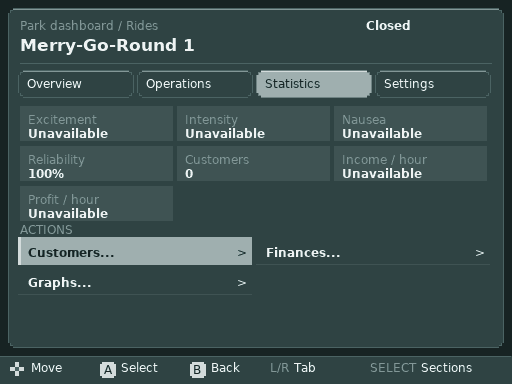 Park dashboard / Rides
Closed
Merry-Go-Round 1
Overview
Operations
Statistics
Settings
Excitement
Unavailable
Intensity
Unavailable
Nausea
Unavailable
Reliability
100%
Customers
0
Income / hour
Unavailable
Profit / hour
Unavailable
ACTIONS
Customers... >
Finances... >
Graphs... >
Move
A Select
B Back
L/R Tab
SELECT Sections